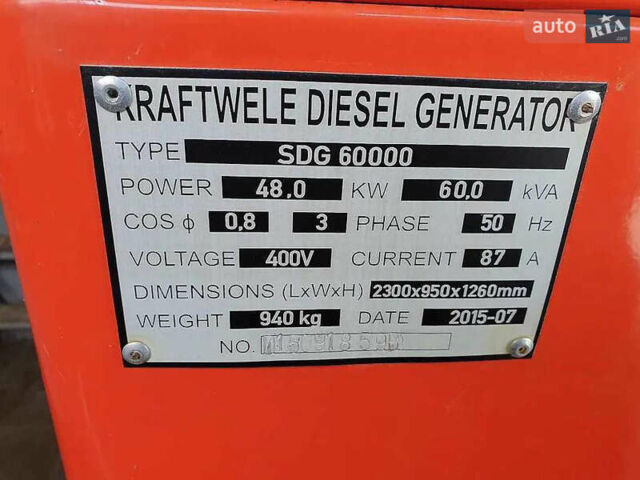 auto RIA.com
KRAFTWELE DIESEL GENERATOR
TYPE SDG 60000
POWER 48,0 KW 60,0 kVA
COS ϕ 0,8 3 PHASE 50 Hz
VOLTAGE 400V CURRENT 87 A
DIMENSIONS (LxWxH) 2300x950x1260mm
WEIGHT 940 kg DATE 2015-07
NO.